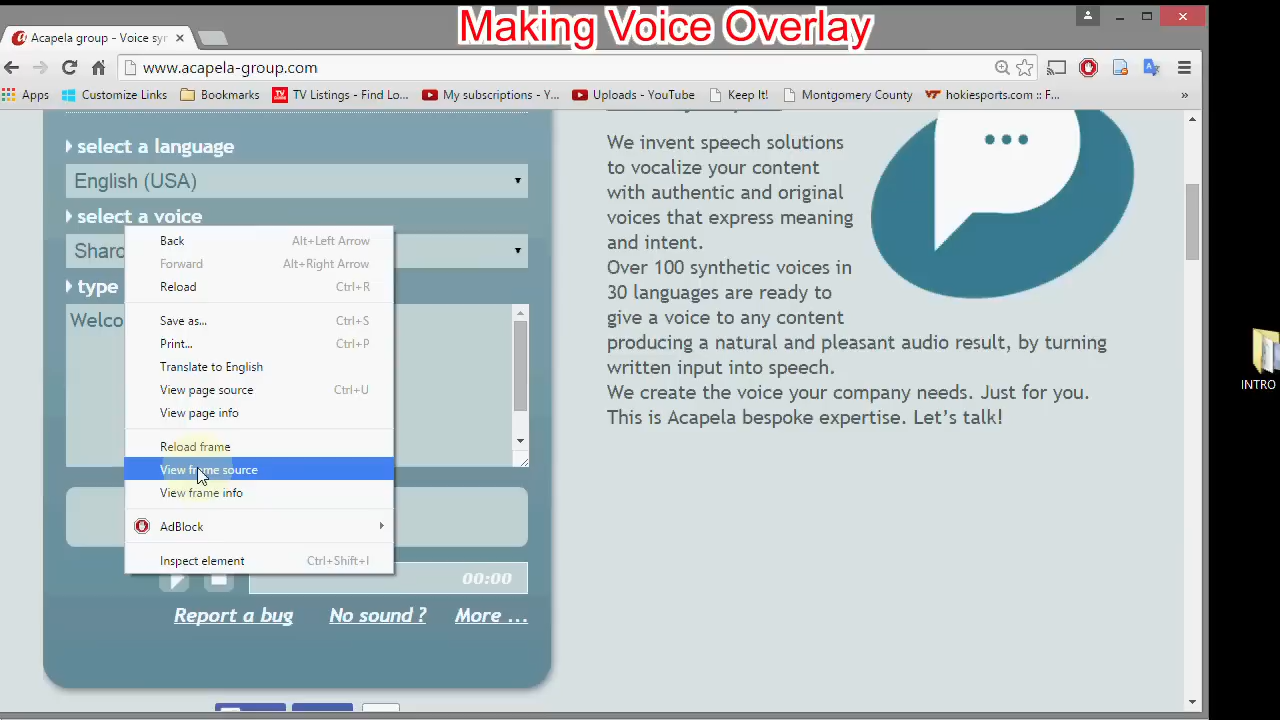 Making Voice Overlay
Acapela group - Voice syr
www.acapela-group.com
Apps
Customize Links
Bookmarks
TV Listings - Find Lo...
My subscriptions - Y...
Uploads - YouTube
Keep It!
Montgomery County
hokiesports.com :: F...
»
select a language
English (USA)
select a voice
Sharo
type
Welco
Back Alt+Left Arrow
Forward Alt+Right Arrow
Reload Ctrl+R
Save as... Ctrl+S
Print... Ctrl+P
Translate to English
View page source Ctrl+U
View page info
Reload frame
View frame source
View frame info
AdBlock
Inspect element Ctrl+Shift+I
00:00
Report a bug No sound ? More ...
We invent speech solutions
to vocalize your content
with authentic and original
voices that express meaning
and intent.
Over 100 synthetic voices in
30 languages are ready to
give a voice to any content
producing a natural and pleasant audio result, by turning
written input into speech.
We create the voice your company needs. Just for you.
This is Acapela bespoke expertise. Let’s talk!
INTRO